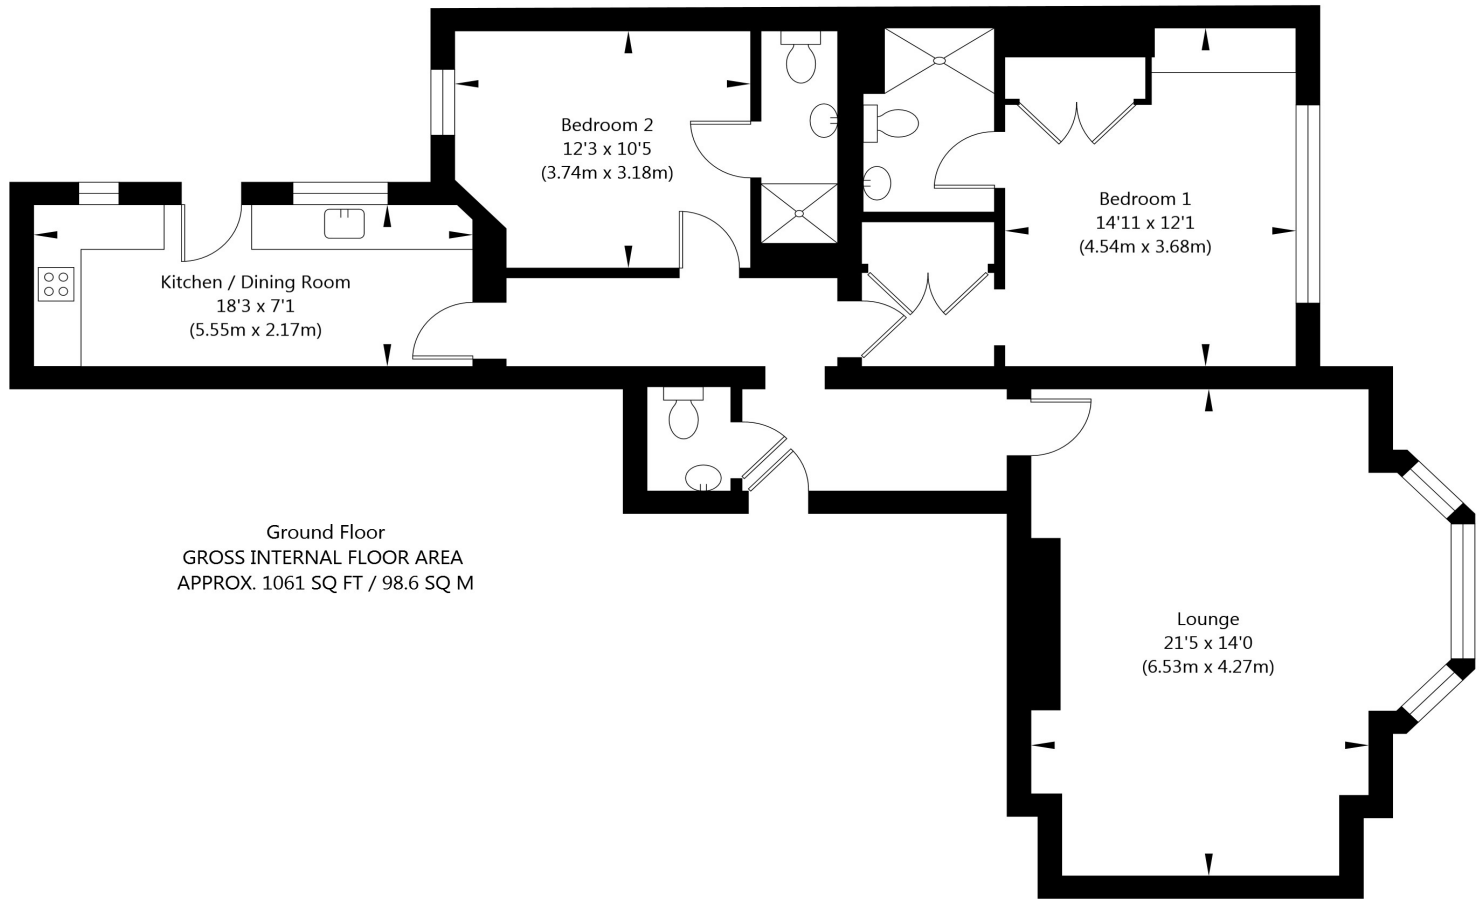 Bedroom 2
12'3 x 10'5
(3.74m x 3.18m)
Bedroom 1
14'11 x 12'1
(4.54m x 3.68m)
Kitchen / Dining Room
18'3 x 7'1
(5.55m x 2.17m)
Ground Floor
GROSS INTERNAL FLOOR AREA
APPROX. 1061 SQ FT / 98.6 SQ M
Lounge
21'5 x 14'0
(6.53m x 4.27m)